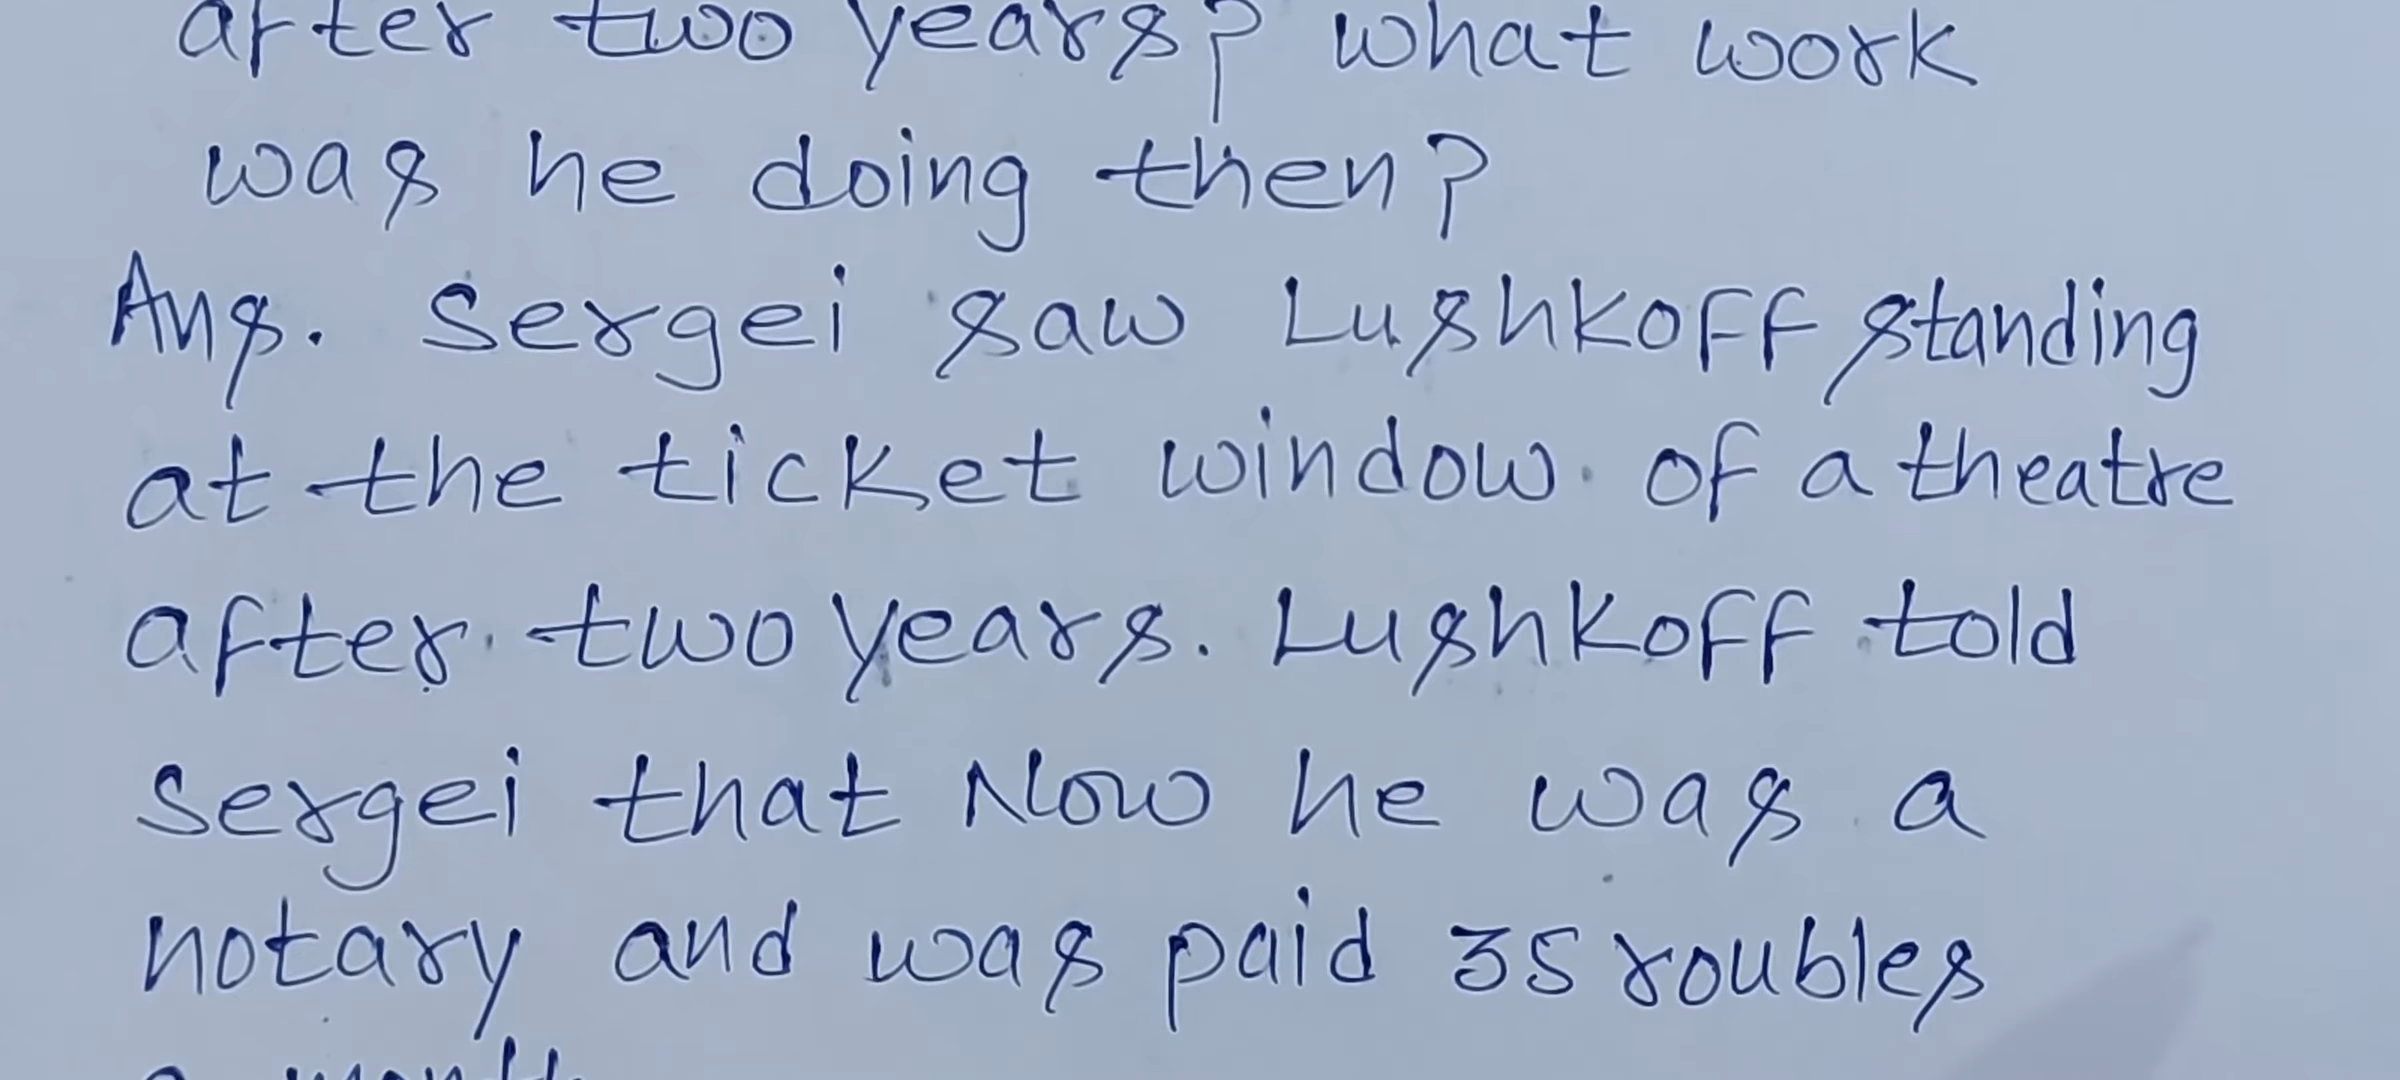 after two years? what work
was he doing then?
Ans. Sergei saw Lushkoff standing
at the ticket window of a theatre
after two years. Lushkoff told
Sergei that Now he was a
notary and was paid 35 roubles
a month